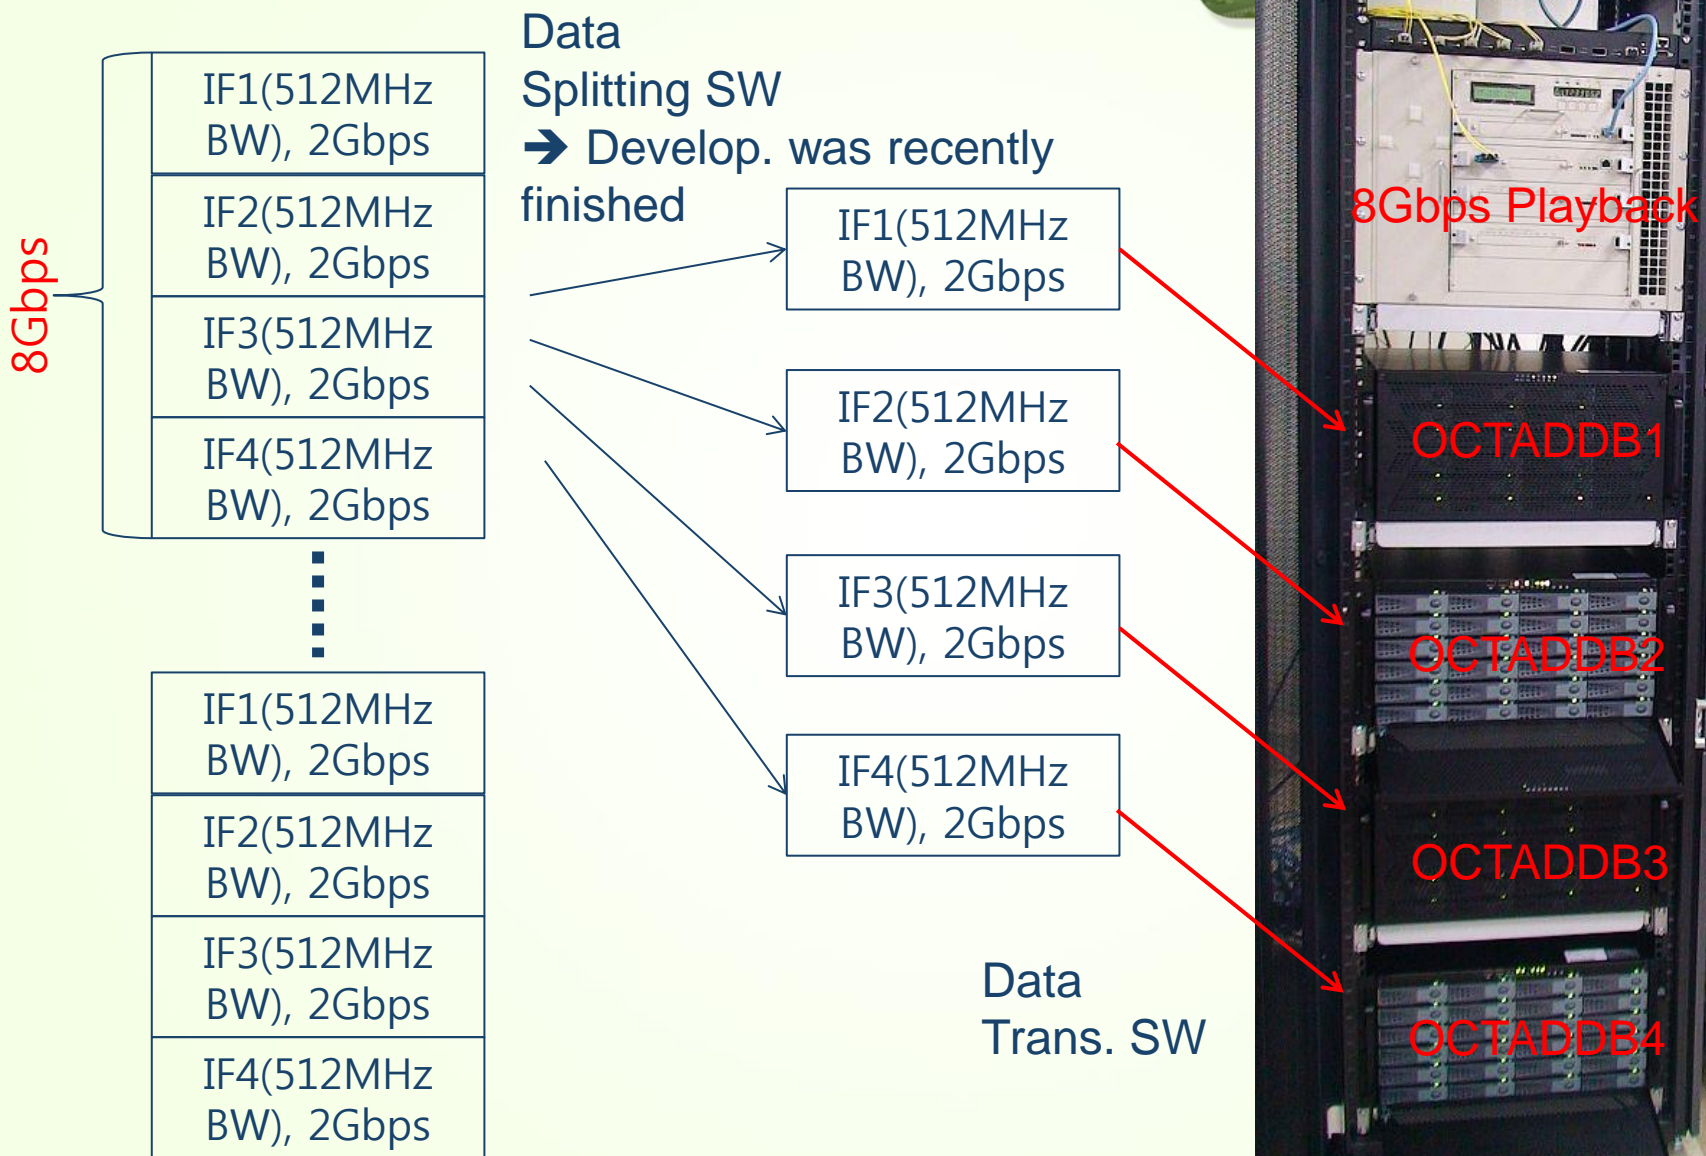 Data
Splitting SW
➔ Develop. was recently
finished
8Gbps
IF1(512MHz
BW), 2Gbps
IF2(512MHz
BW), 2Gbps
IF3(512MHz
BW), 2Gbps
IF4(512MHz
BW), 2Gbps
IF1(512MHz
BW), 2Gbps
IF2(512MHz
BW), 2Gbps
IF3(512MHz
BW), 2Gbps
IF4(512MHz
BW), 2Gbps
IF1(512MHz
BW), 2Gbps
IF2(512MHz
BW), 2Gbps
IF3(512MHz
BW), 2Gbps
IF4(512MHz
BW), 2Gbps
Data
Trans. SW
8Gbps Playback
OCTADDB1
OCTADDB2
OCTADDB3
OCTADDB4